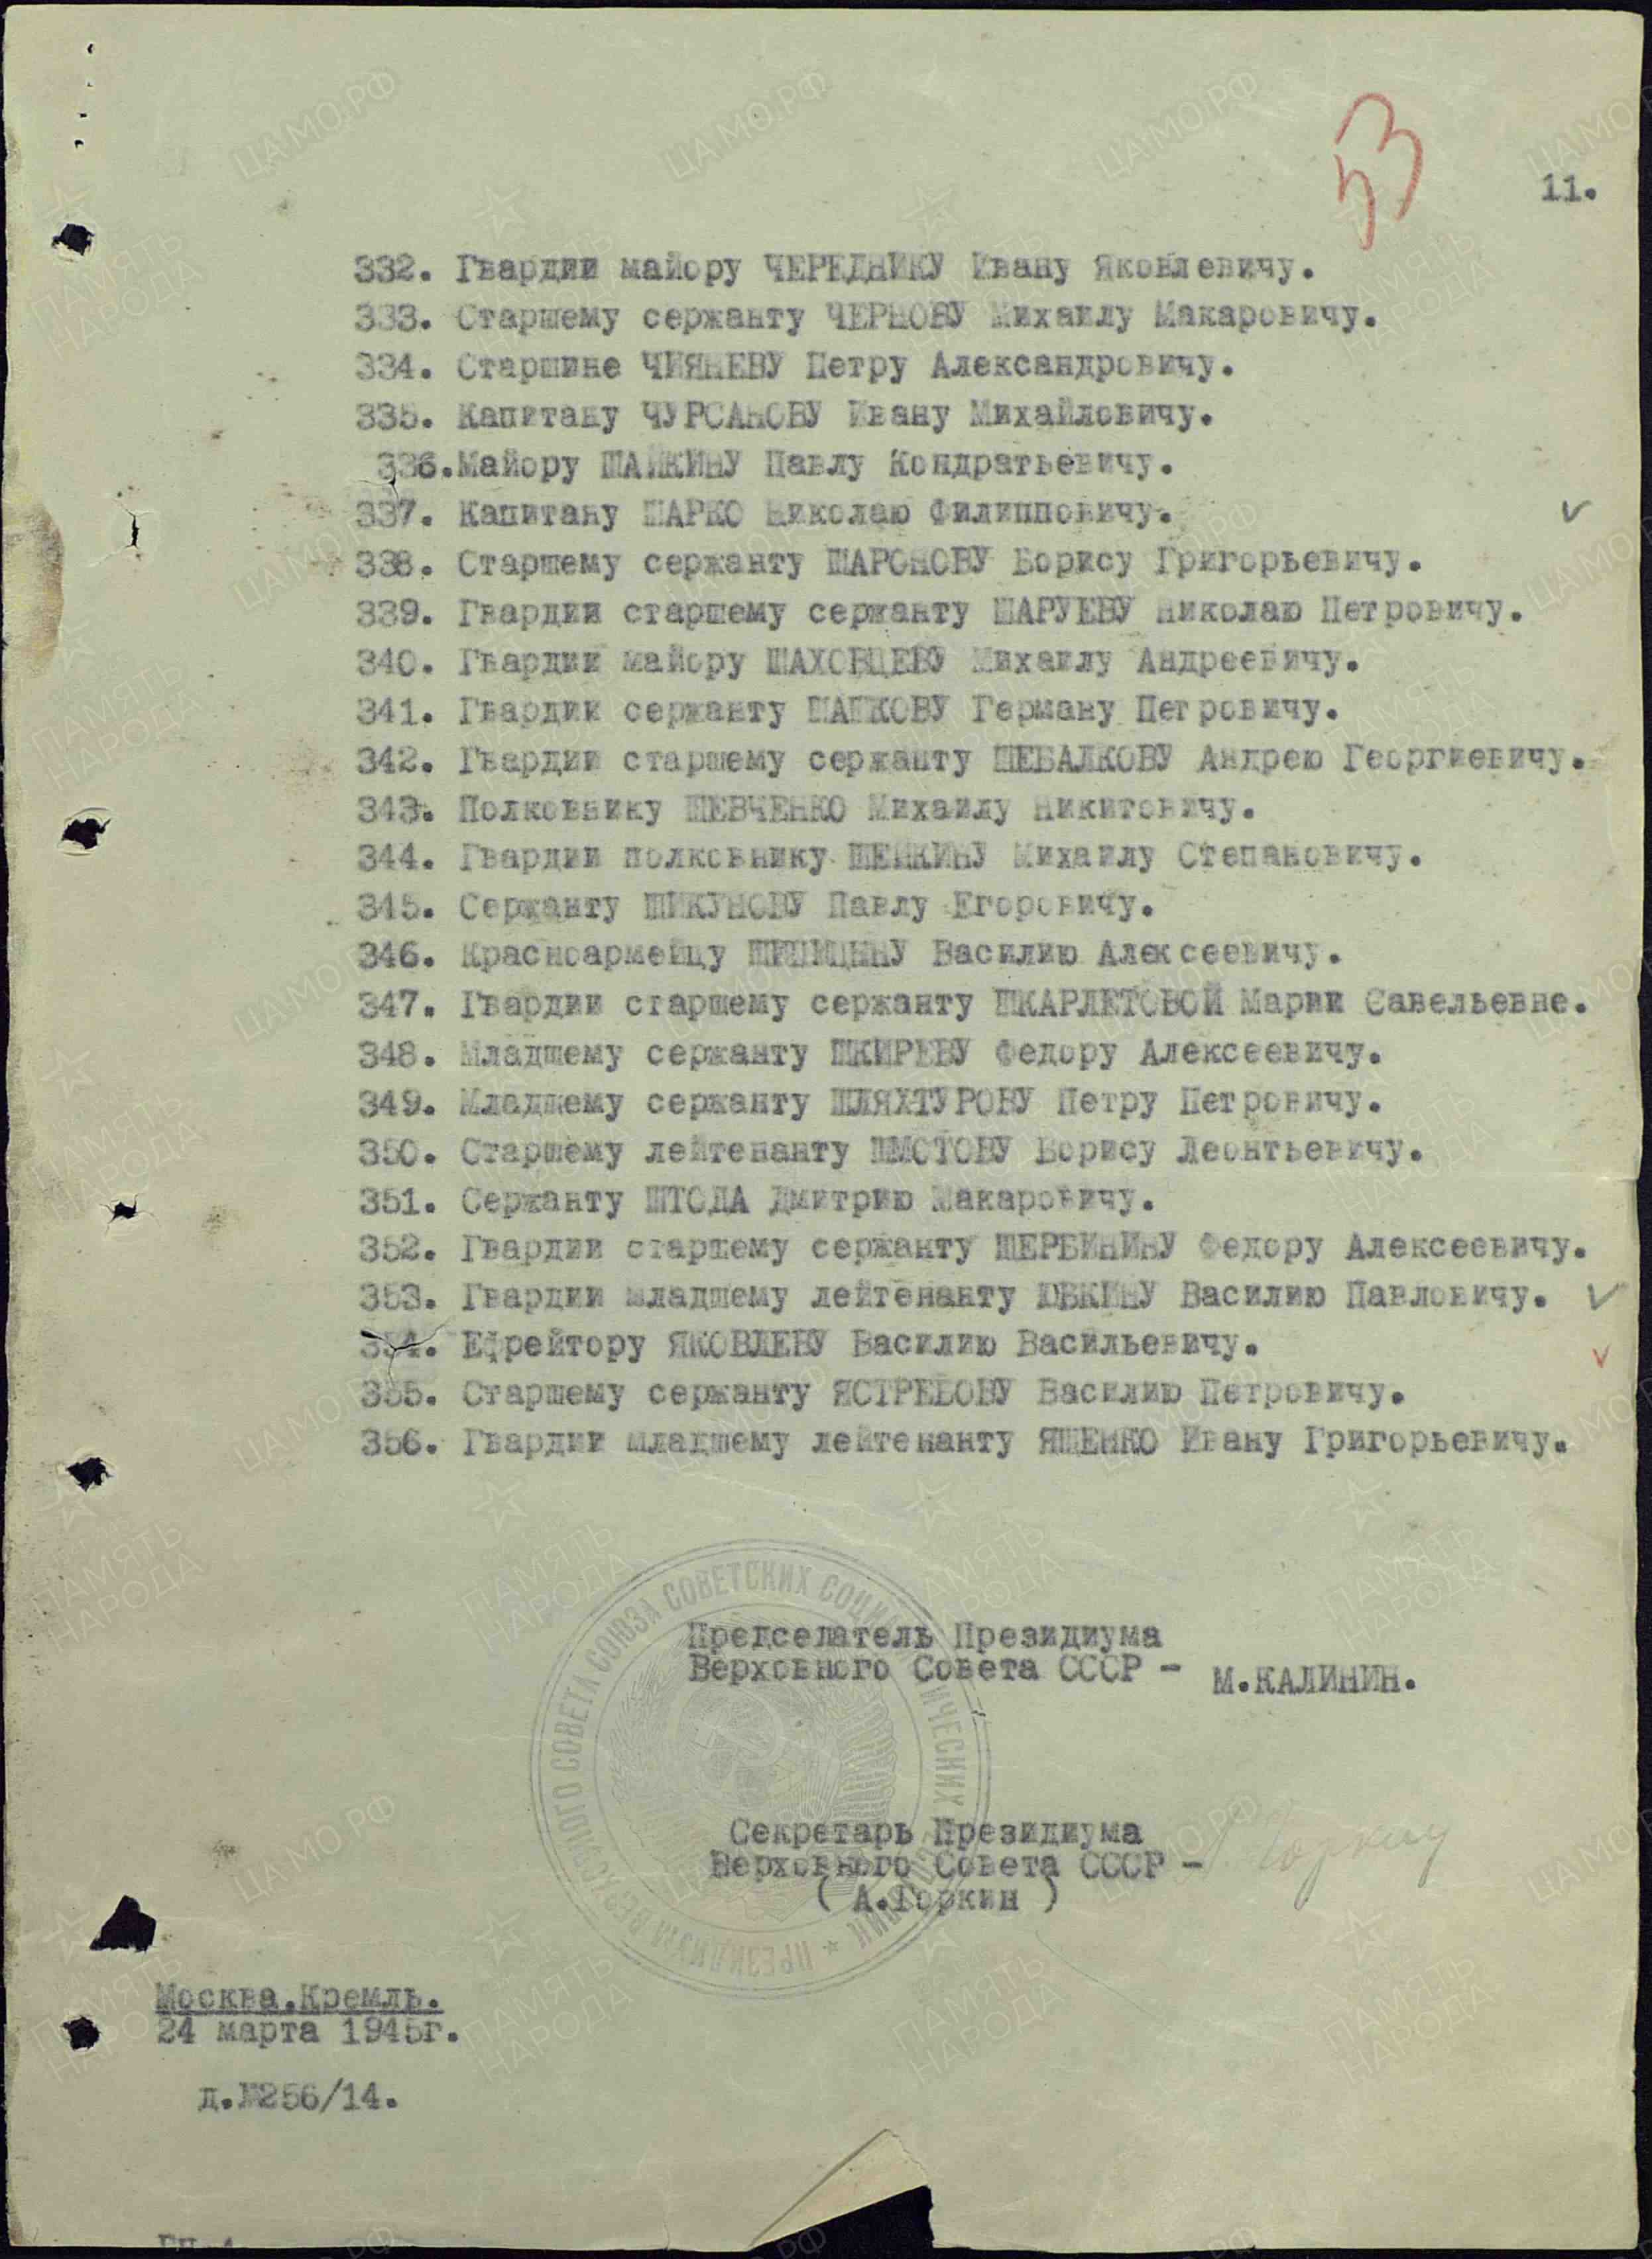 53
11.
332. Гвардии майору ЧЕРЕДНИКУ Ивану Яковлевичу.
333. Старшему сержанту ЧЕРНОВУ Михаилу Макаровичу.
334. Старшине ЧИЯНЕВУ Петру Александровичу.
335. Капитану ЧУРСАНОВУ Ивану Михайловичу.
336.Майору ШАЙКИНУ Павлу Кондратьевичу.
337. Капитану ШАРКО Николаю Филипповичу.
338. Старшему сержанту ШАРОНОВУ Борису Григорьевичу.
339. Гвардии старшему сержанту ШАРУЕВУ Николаю Петровичу.
340. Гвардии майору ШАХОВЦЕВУ Михаилу Андреевичу.
341. Гвардии сержанту ШАШКОВУ Герману Петровичу.
342. Гвардии старшему сержанту ШЕБАЛКОВУ Андрею Георгиевичу.
343. Полковнику ШЕВЧЕНКО Михаилу Никитовичу.
344. Гвардии полковнику ШЕЙКИНУ Михаилу Степановичу.
345. Сержанту ШИКУНОВУ Павлу Егоровичу.
346. Красноармейцу ШИШИЦЫНУ Василию Алексеевичу.
347. Гвардии старшему сержанту ШКАРЛЕТОВОЙ Марии Савельевне.
348. Младшему сержанту ШКИРЕВУ Федору Алексеевичу.
349. Младшему сержанту ШЛЯХТУРОВУ Петру Петровичу.
350. Старшему лейтенанту ШМОТОВУ Борису Леонтьевичу.
351. Сержанту ШТОДА Дмитрию Макаровичу.
352. Гвардии старшему сержанту ЩЕРБИНИНУ Федору Алексеевичу.
353. Гвардии младшему лейтенанту ЮВКИНУ Василию Павловичу.
354. Ефрейтору ЯКОВЛЕВУ Василию Васильевичу.
355. Старшему сержанту ЯСТРЕБОВУ Василию Петровичу.
356. Гвардии младшему лейтенанту ЯЩЕНКО Ивану Григорьевичу.
Председатель Президиума
Верховного Совета СССР - М.КАЛИНИН.
Секретарь Президиума
Верховного Совета СССР -
( А.Горкин )
Москва.Кремль.
24 марта 1945г.
д.№256/14.